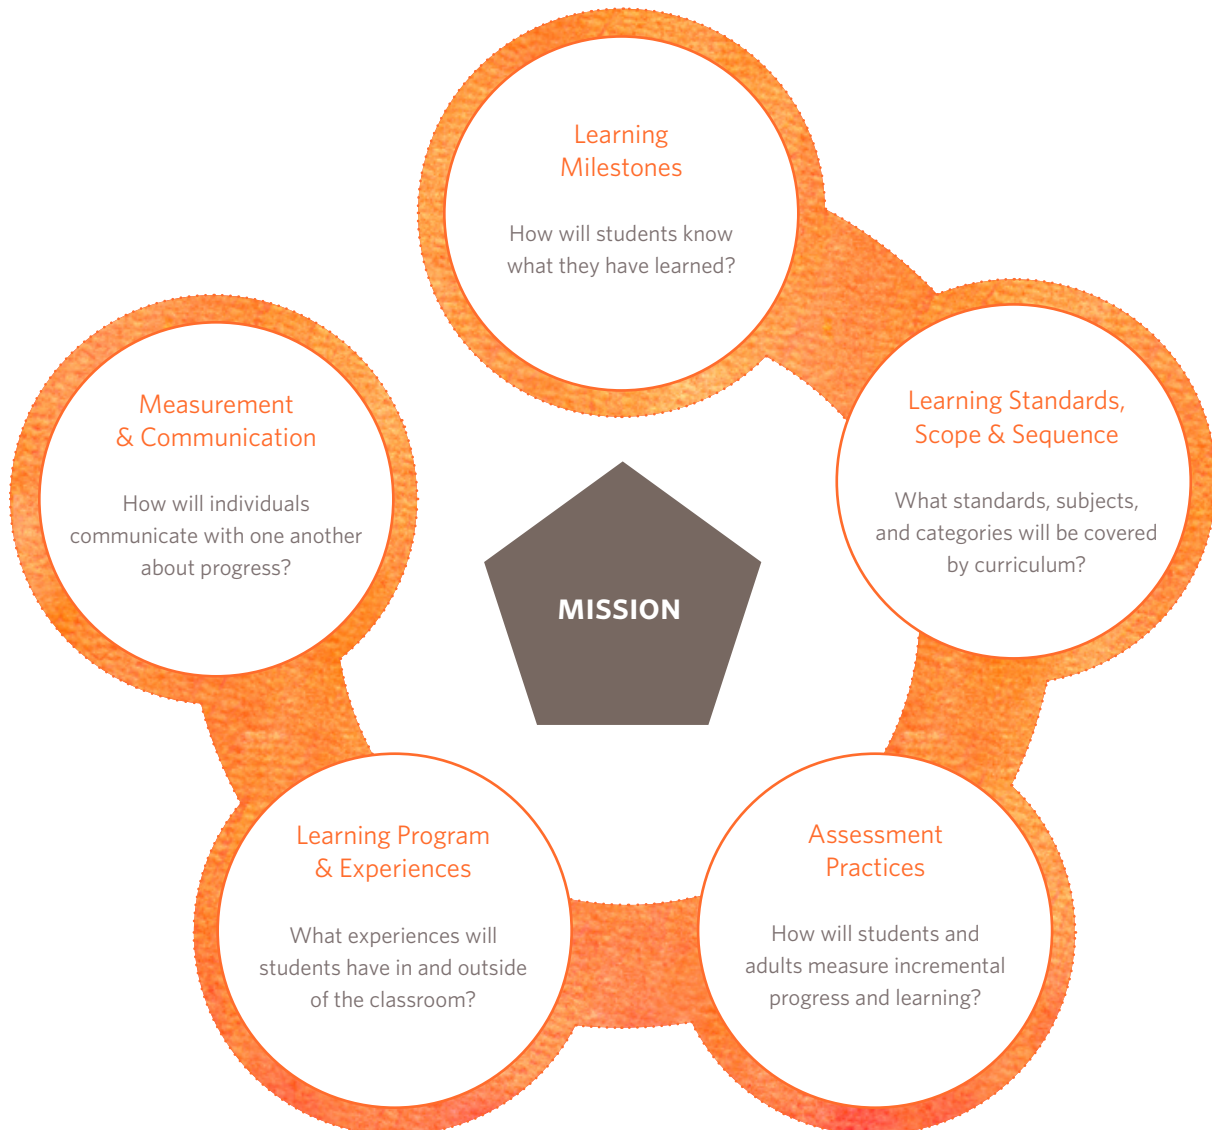 Learning
Milestones
How will students know
what they have learned?
Learning Standards,
Scope & Sequence
What standards, subjects,
and categories will be covered
by curriculum?
Assessment
Practices
How will students and
adults measure incremental
progress and learning?
Learning Program
& Experiences
What experiences will
students have in and outside
of the classroom?
Measurement
& Communication
How will individuals
communicate with one another
about progress?
MISSION